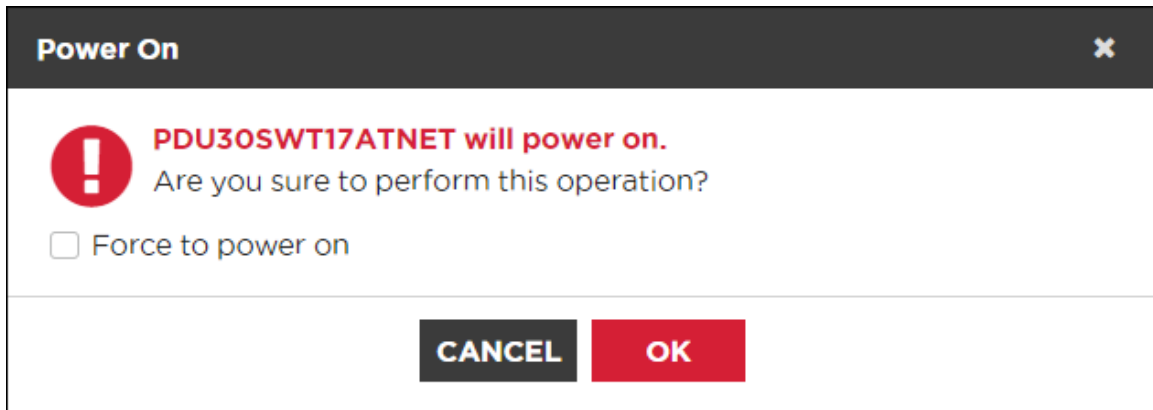 Power On
PDU30SWT17ATNET will power on.
Are you sure to perform this operation?
Force to power on
CANCEL OK